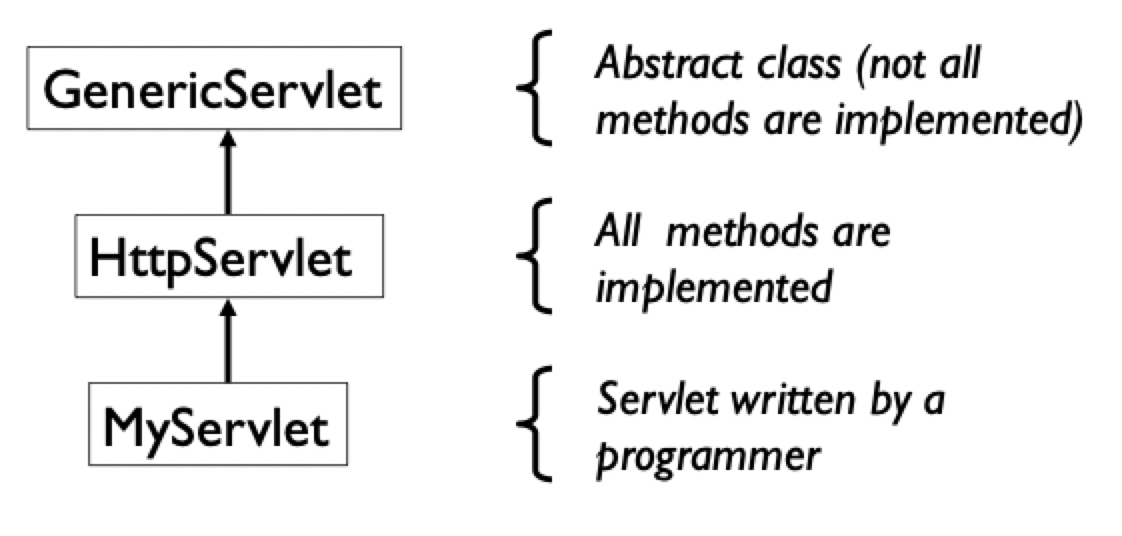 GenericServlet
Abstract class (not all
methods are implemented)
HttpServlet
All methods are
implemented
MyServlet
Servlet written by a
programmer